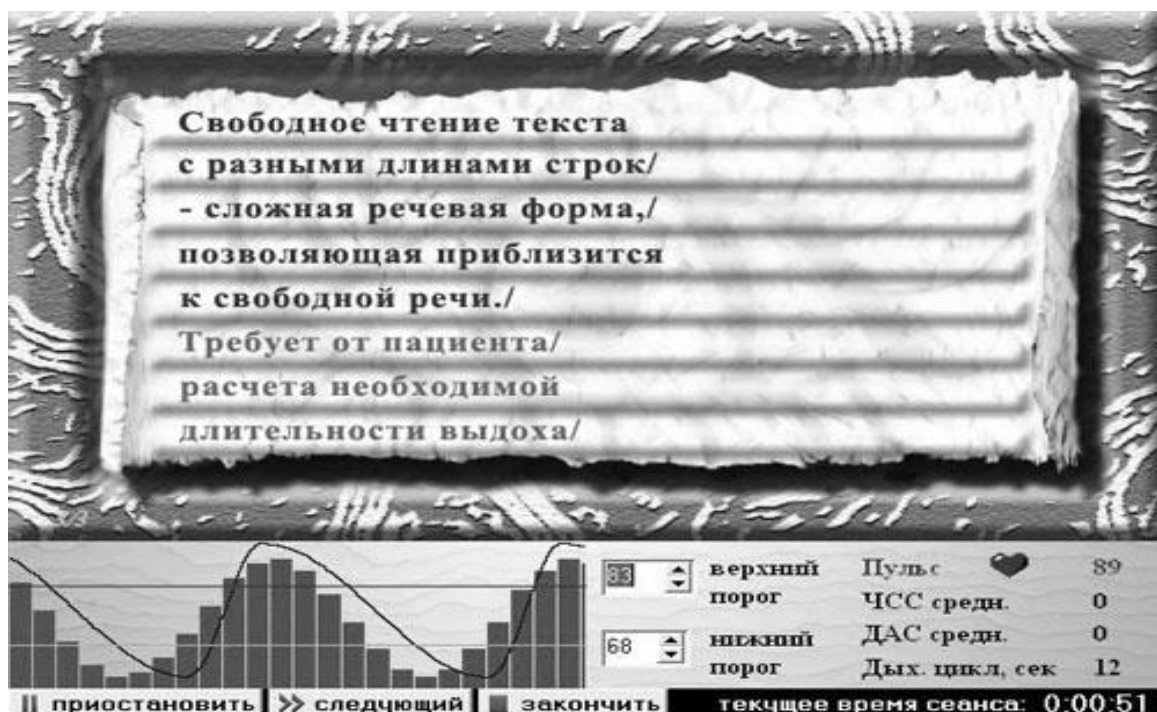 Свободное чтение текста
с разными длинами строк/
- сложная речевая форма,/
позволяющая приблизится
к свободной речи./
Требует от пациента/
расчета необходимой
длительности выдоха/
83 верхний порог
68 нижний порог
Пульс 89
ЧСС средн. 0
ДАС средн. 0
Дых. цикл, сек 12
приостановить
следующий
закончить
текущее время сеанса: 0:00:51